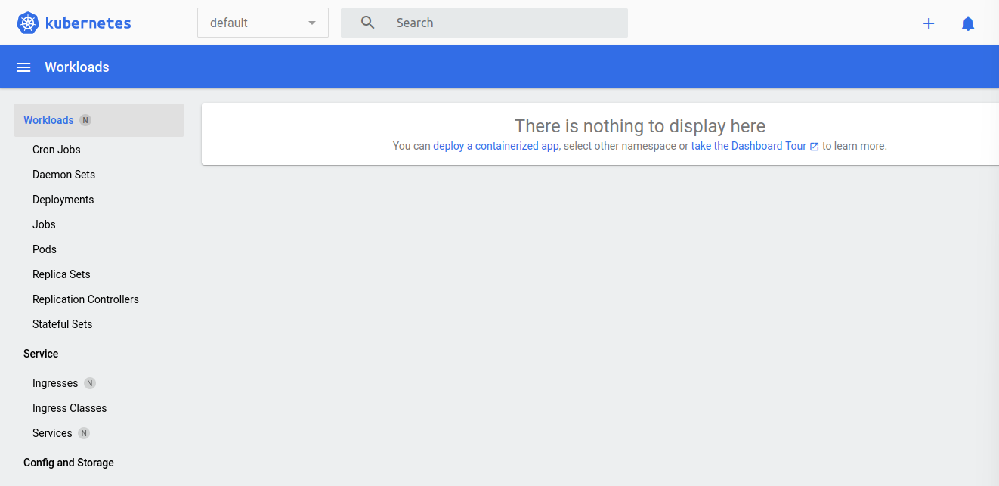 kubernetes
default
Search
Workloads
Workloads N
Cron Jobs
Daemon Sets
Deployments
Jobs
Pods
Replica Sets
Replication Controllers
Stateful Sets
Service
Ingresses N
Ingress Classes
Services N
Config and Storage
There is nothing to display here
You can deploy a containerized app, select other namespace or take the Dashboard Tour to learn more.